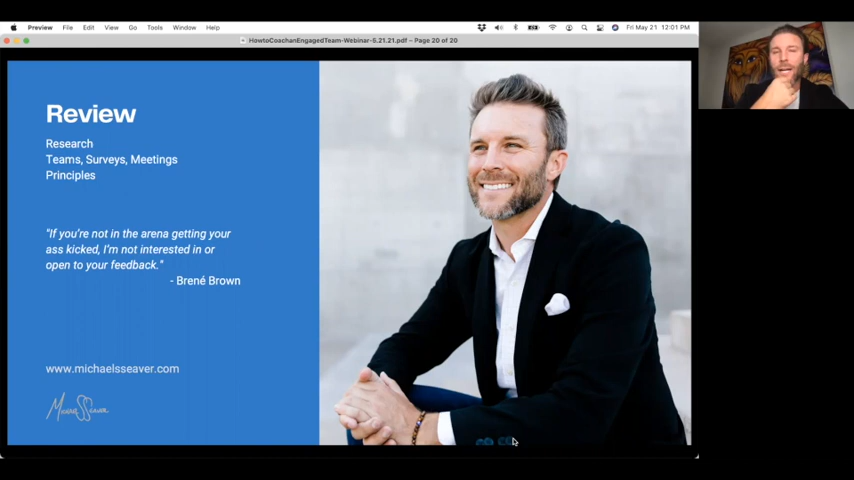 Preview File Edit View Go Tools Window Help
Fri May 21 12:01 PM
HowtoCoachanEngagedTeam-Webinar-5.21.21.pdf – Page 20 of 20
Review
Research
Teams, Surveys, Meetings
Principles
"If you're not in the arena getting your
ass kicked, I'm not interested in or
open to your feedback."
- Brené Brown
www.michaelsseaver.com
Michael S Seaver